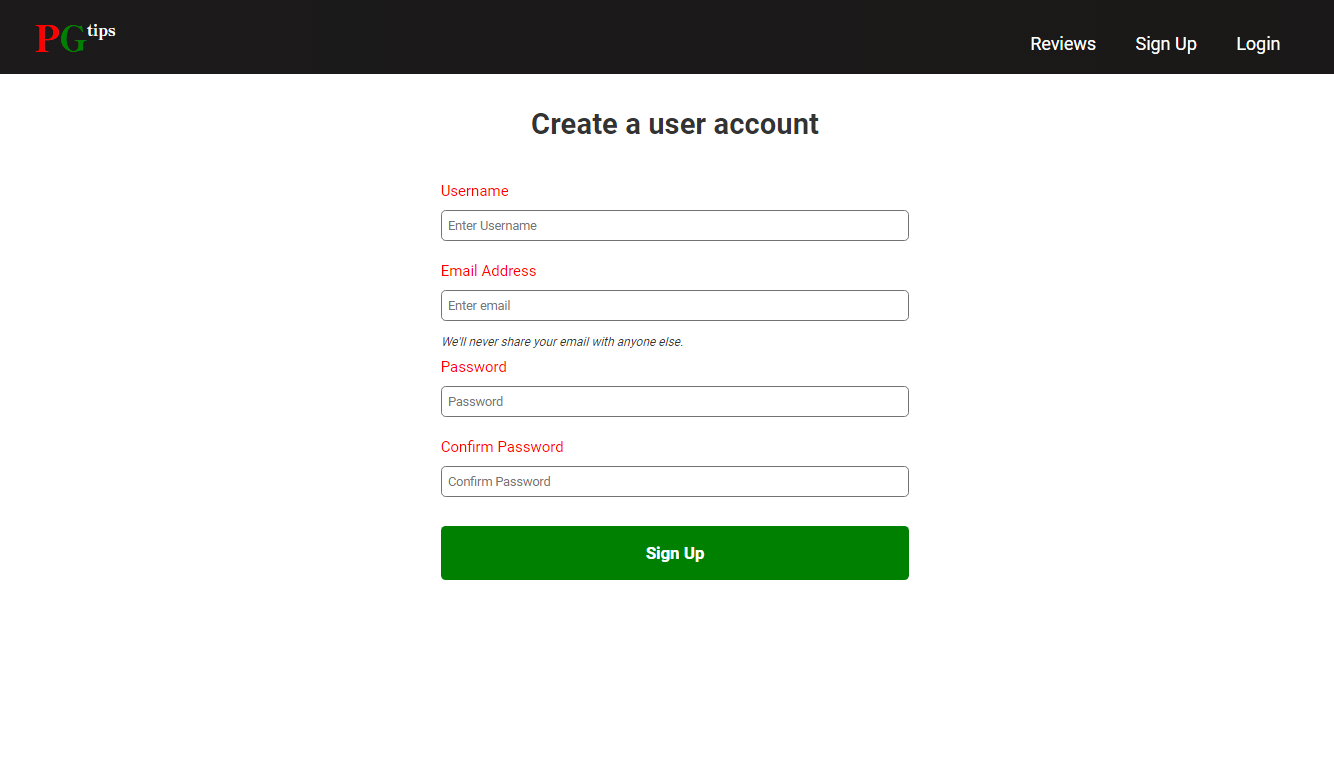 PGtips
Reviews Sign Up Login
Create a user account
Username
Enter Username
Email Address
Enter email
We'll never share your email with anyone else.
Password
Password
Confirm Password
Confirm Password
Sign Up